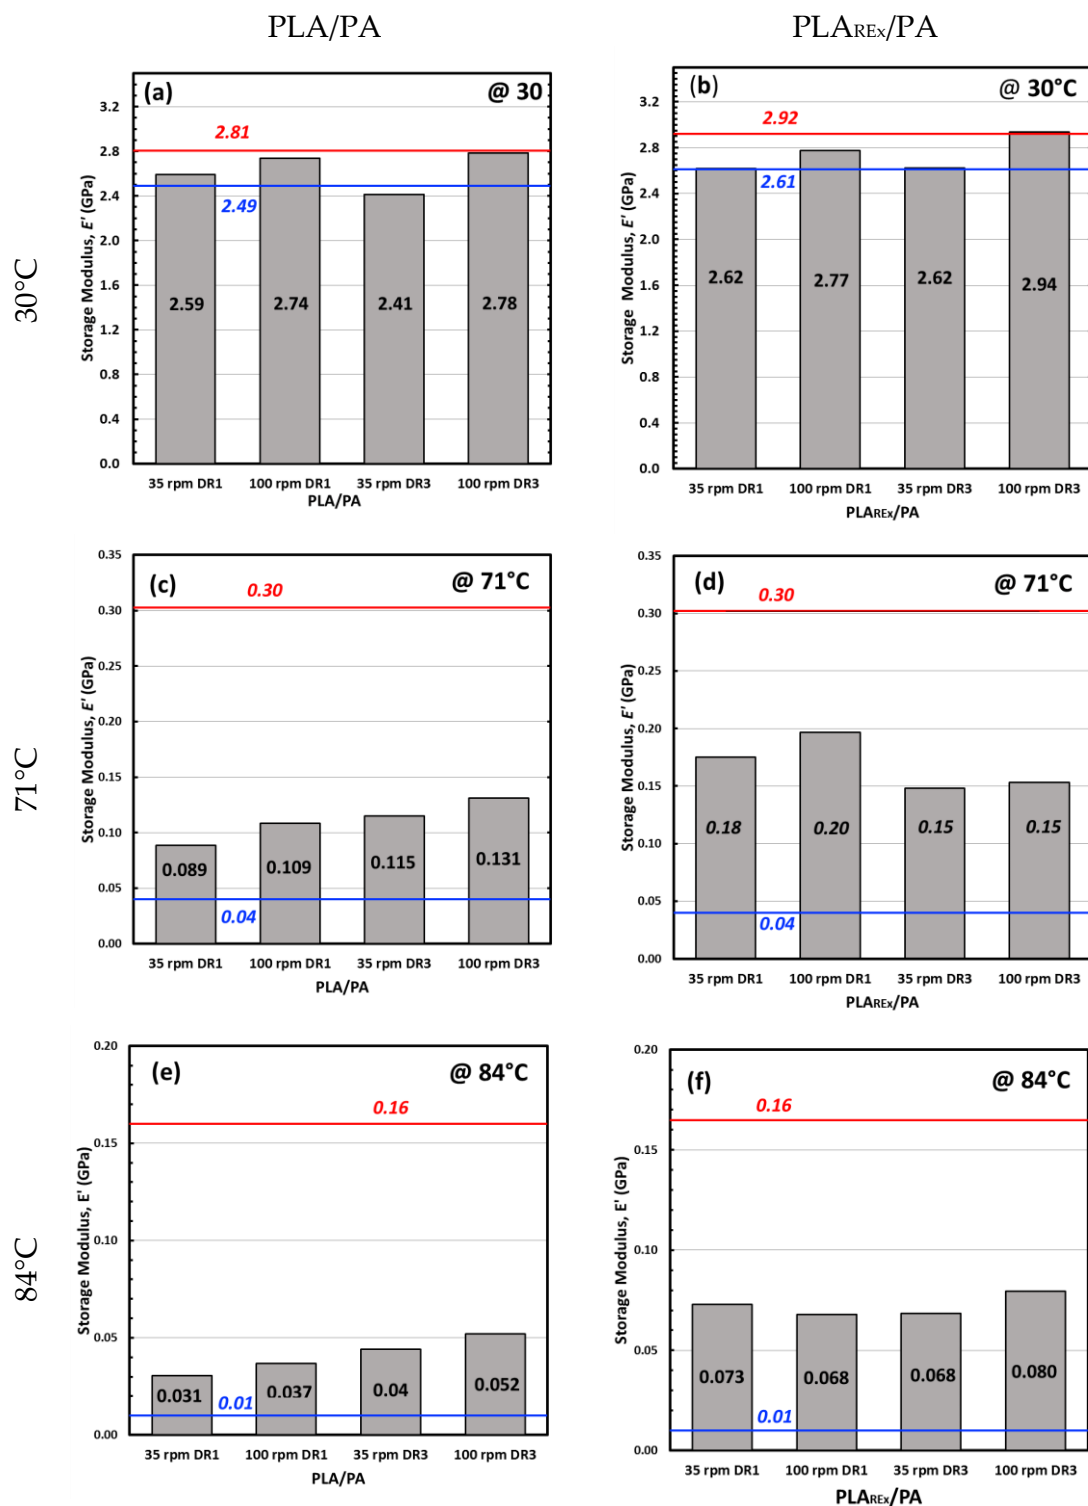 PLA/PA PLAREx/PA
30°C
(a) @ 30
Storage Modulus, E' (GPa)
3.2
2.8
2.4
2.0
1.6
1.2
0.8
0.4
0.0
2.81
2.49
2.59 2.74 2.41 2.78
35 rpm DR1 100 rpm DR1 35 rpm DR3 100 rpm DR3
PLA/PA
(b) @ 30°C
Storage Modulus, E' (GPa)
3.2
2.8
2.4
2.0
1.6
1.2
0.8
0.4
0.0
2.92
2.61
2.62 2.77 2.62 2.94
35 rpm DR1 100 rpm DR1 35 rpm DR3 100 rpm DR3
PLAREx/PA
71°C
(c) @ 71°C
Storage Modulus, E' (GPa)
0.35
0.30
0.25
0.20
0.15
0.10
0.05
0.00
0.30
0.04
0.089 0.109 0.115 0.131
35 rpm DR1 100 rpm DR1 35 rpm DR3 100 rpm DR3
PLA/PA
(d) @ 71°C
Storage Modulus, E' (GPa)
0.35
0.30
0.25
0.20
0.15
0.10
0.05
0.00
0.30
0.04
0.18 0.20 0.15 0.15
35 rpm DR1 100 rpm DR1 35 rpm DR3 100 rpm DR3
PLAREx/PA
84°C
(e) @ 84°C
Storage Modulus, E' (GPa)
0.20
0.15
0.10
0.05
0.00
0.16
0.01
0.031 0.037 0.04 0.052
35 rpm DR1 100 rpm DR1 35 rpm DR3 100 rpm DR3
PLA/PA
(f) @ 84°C
Storage Modulus, E' (GPa)
0.20
0.15
0.10
0.05
0.00
0.16
0.01
0.073 0.068 0.068 0.080
35 rpm DR1 100 rpm DR1 35 rpm DR3 100 rpm DR3
PLAREx/PA